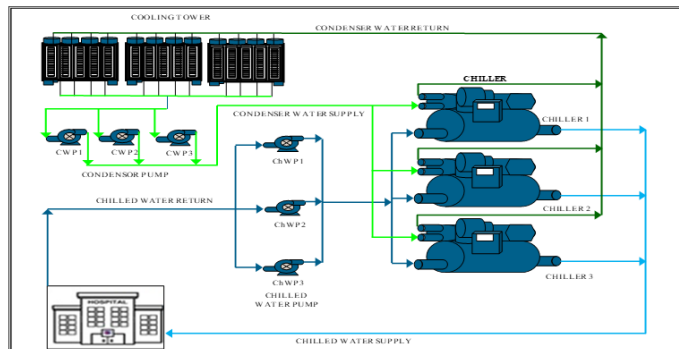 COOLING TOWER
CONDENSER WATER RETURN
CHILLER
CONDENSER WATER SUPPLY
CHILLER 1
CWP1
CWP2
CWP3
ChWP1
CONDENSOR PUMP
CHILLED WATER RETURN
ChWP2
CHILLER 2
ChWP3
CHILLER 3
CHILLED
WATER PUMP
HOSPITAL
CHILLED WATER SUPPLY